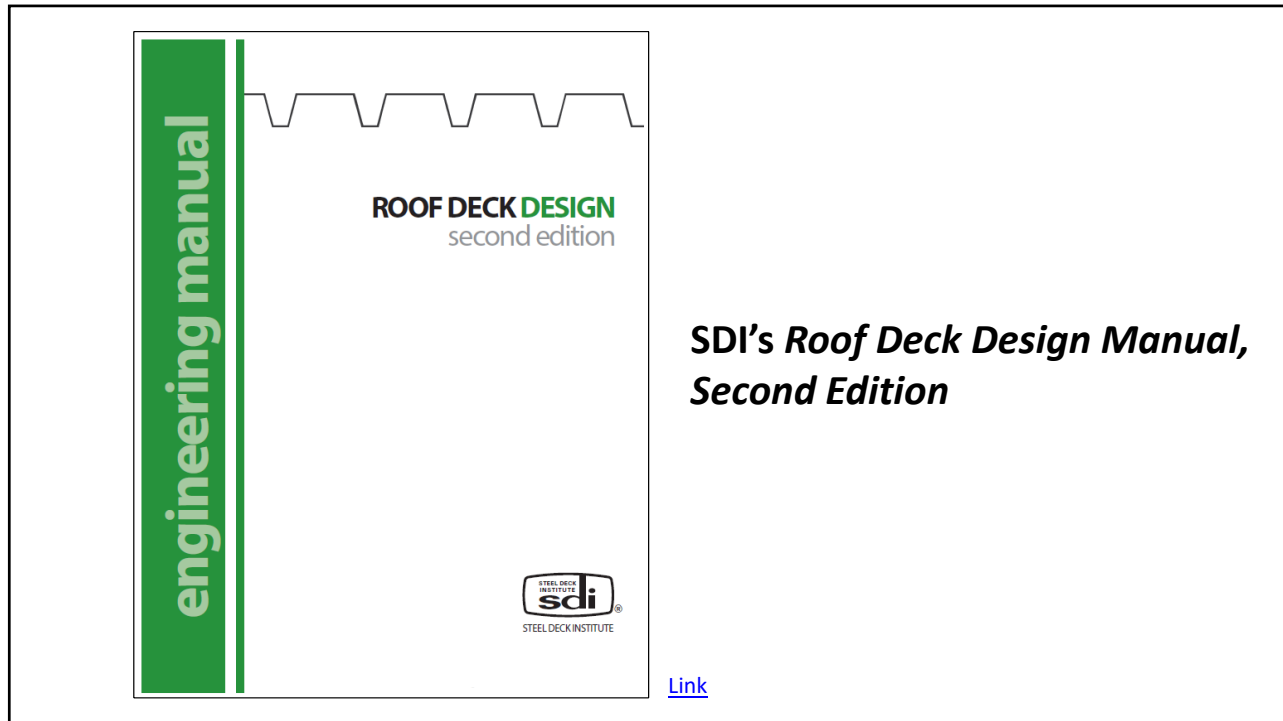 engineering manual
ROOF DECK DESIGN
second edition
STEEL DECK
INSTITUTE
sdi
®
STEEL DECK INSTITUTE
SDI’s Roof Deck Design Manual,
Second Edition
Link